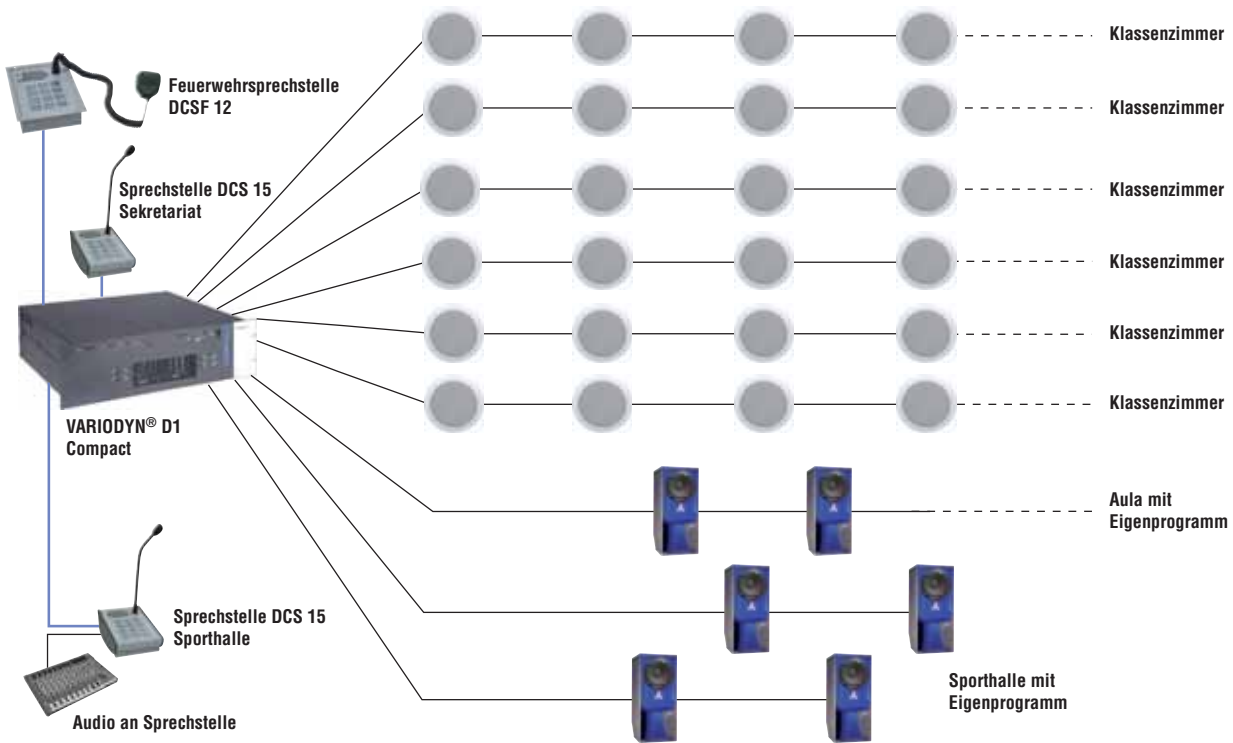 Klassenzimmer
Feuerwehrsprechstelle
DCSF 12
Klassenzimmer
Sprechstelle DCS 15
Sekretariat
Klassenzimmer
Klassenzimmer
Klassenzimmer
Klassenzimmer
VARIODYN® D1
Compact
Aula mit
Eigenprogramm
Sprechstelle DCS 15
Sporthalle
Sporthalle mit
Eigenprogramm
Audio an Sprechstelle